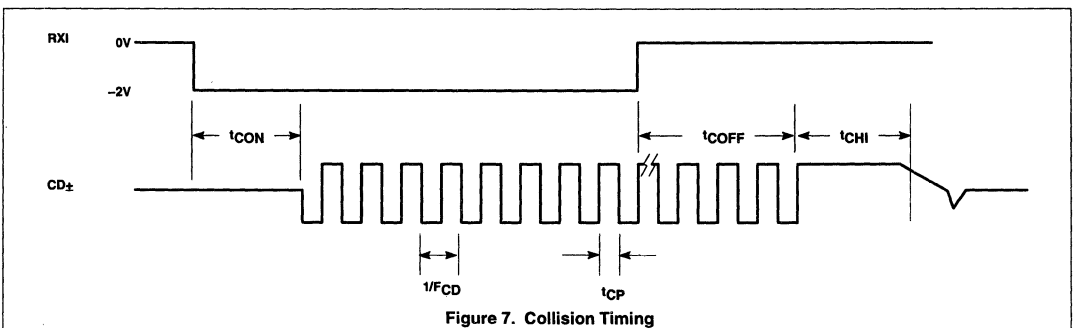 RXI 0V
–2V
tCON tCOFF tCHI
CD±
1/FCD tCP
Figure 7. Collision Timing